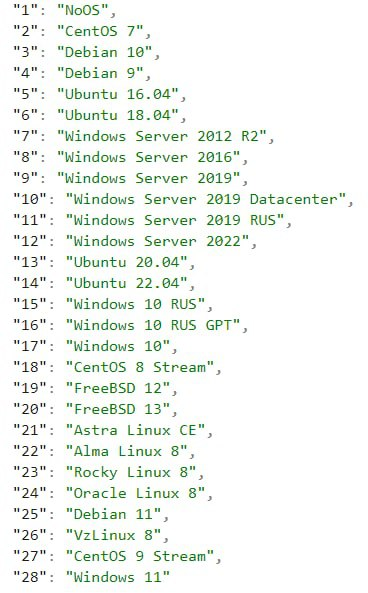 "1": "NoOS",
"2": "CentOS 7",
"3": "Debian 10",
"4": "Debian 9",
"5": "Ubuntu 16.04",
"6": "Ubuntu 18.04",
"7": "Windows Server 2012 R2",
"8": "Windows Server 2016",
"9": "Windows Server 2019",
"10": "Windows Server 2019 Datacenter",
"11": "Windows Server 2019 RUS",
"12": "Windows Server 2022",
"13": "Ubuntu 20.04",
"14": "Ubuntu 22.04",
"15": "Windows 10 RUS",
"16": "Windows 10 RUS GPT",
"17": "Windows 10",
"18": "CentOS 8 Stream",
"19": "FreeBSD 12",
"20": "FreeBSD 13",
"21": "Astra Linux CE",
"22": "Alma Linux 8",
"23": "Rocky Linux 8",
"24": "Oracle Linux 8",
"25": "Debian 11",
"26": "VzLinux 8",
"27": "CentOS 9 Stream",
"28": "Windows 11"